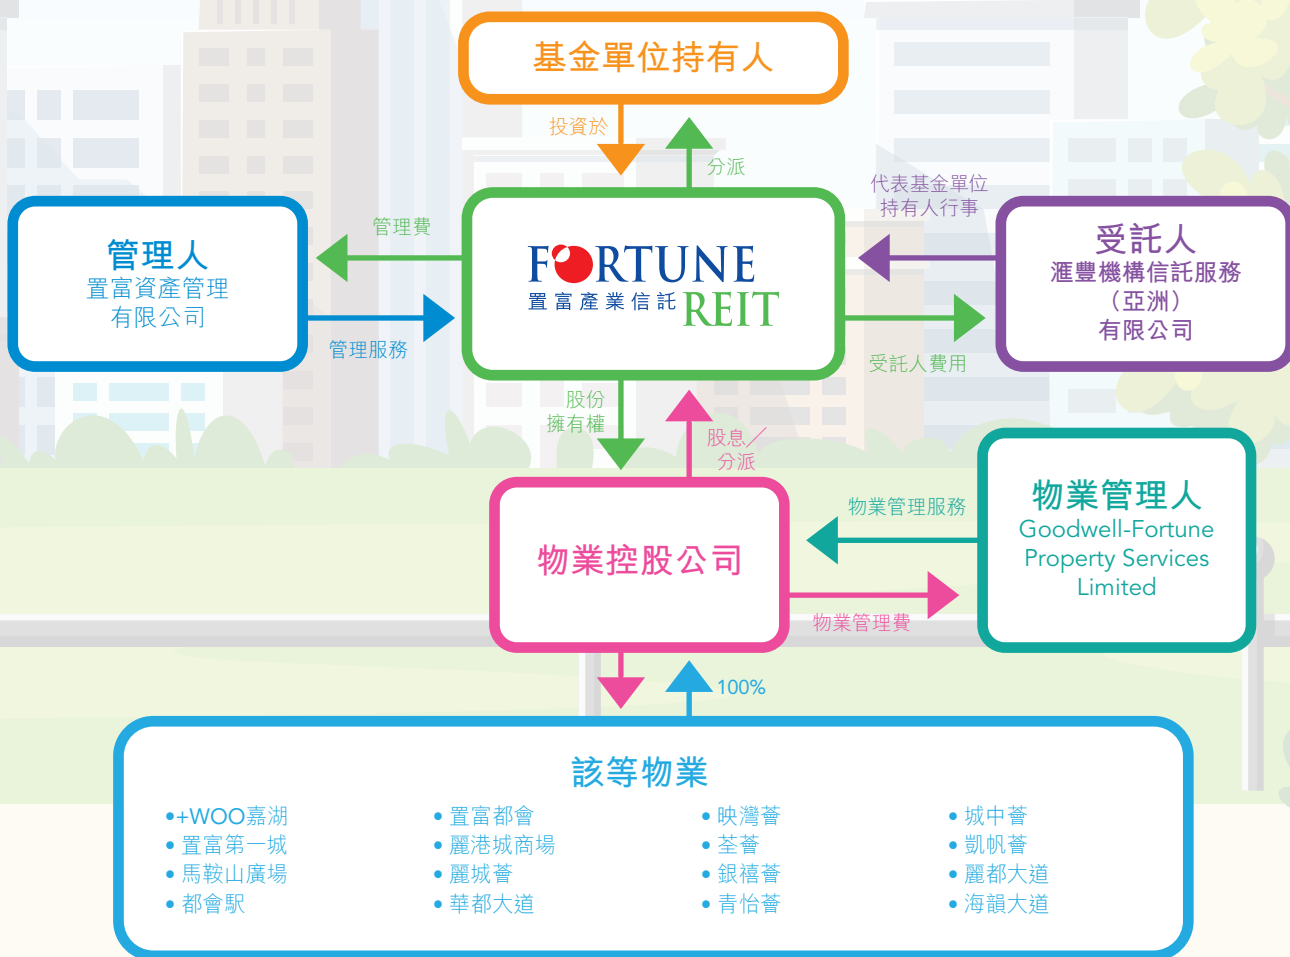 基金單位持有人
投資於
分派
管理人
置富資產管理
有限公司
管理費
管理服務
FORTUNE
置富產業信託 REIT
代表基金單位
持有人行事
受託人費用
受託人
滙豐機構信託服務
（亞洲）
有限公司
股份
擁有權
股息／
分派
物業控股公司
物業管理服務
物業管理費
物業管理人
Goodwell-Fortune
Property Services
Limited
100%
該等物業
•+WOO嘉湖
• 置富第一城
• 馬鞍山廣場
• 都會駅
• 置富都會
• 麗港城商場
• 麗城薈
• 華都大道
• 映灣薈
• 荃薈
• 銀禧薈
• 青怡薈
• 城中薈
• 凱帆薈
• 麗都大道
• 海韻大道